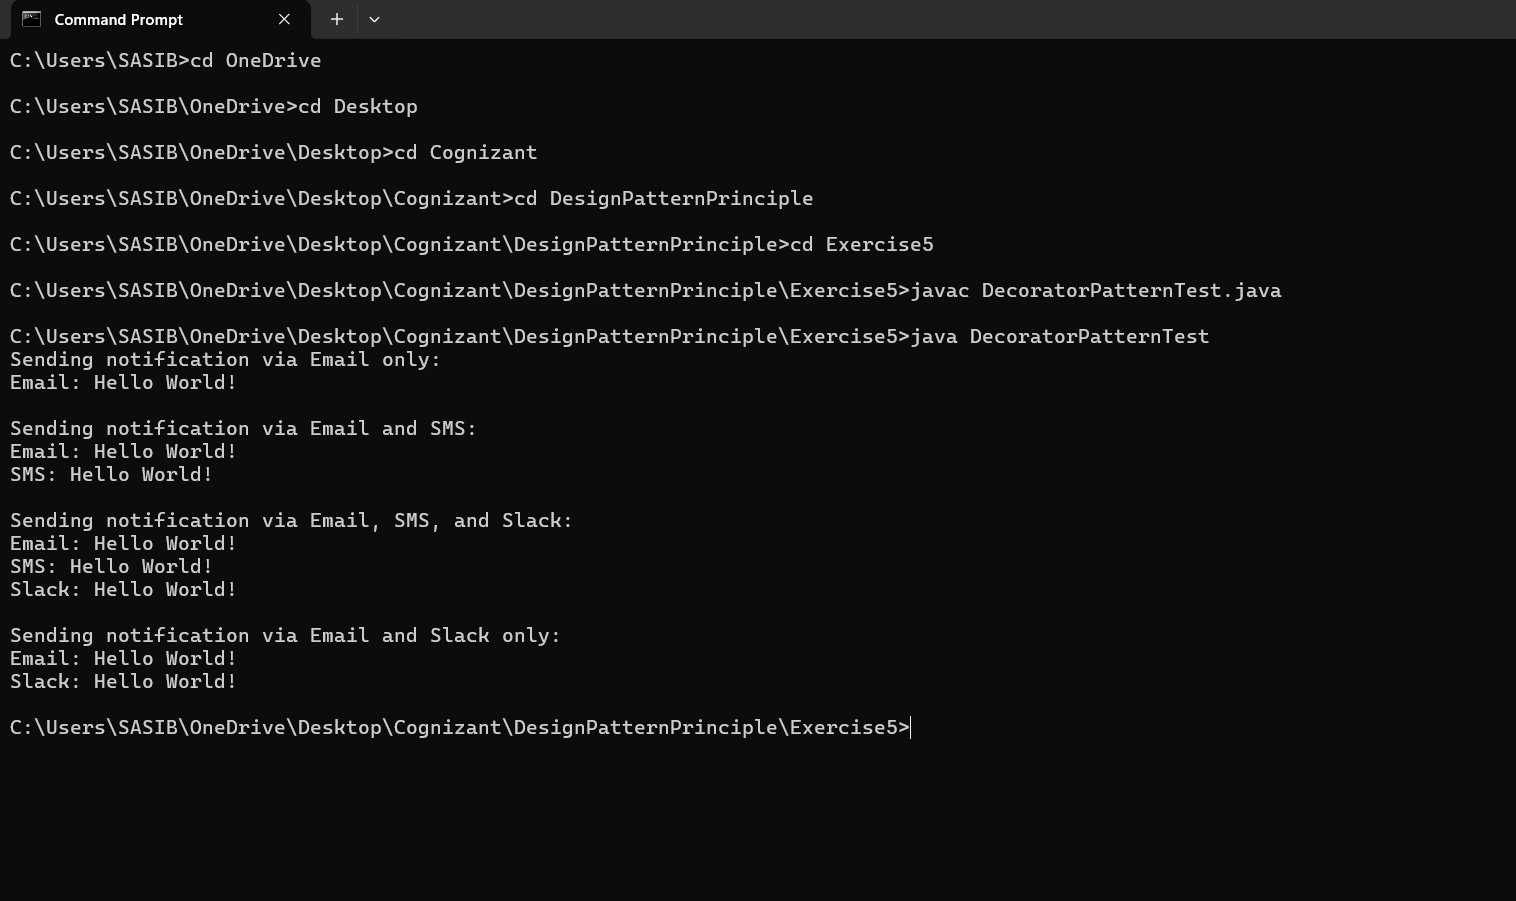 Command Prompt
C:\Users\SASIB>cd OneDrive
C:\Users\SASIB\OneDrive>cd Desktop
C:\Users\SASIB\OneDrive\Desktop>cd Cognizant
C:\Users\SASIB\OneDrive\Desktop\Cognizant>cd DesignPatternPrinciple
C:\Users\SASIB\OneDrive\Desktop\Cognizant\DesignPatternPrinciple>cd Exercise5
C:\Users\SASIB\OneDrive\Desktop\Cognizant\DesignPatternPrinciple\Exercise5>javac DecoratorPatternTest.java
C:\Users\SASIB\OneDrive\Desktop\Cognizant\DesignPatternPrinciple\Exercise5>java DecoratorPatternTest
Sending notification via Email only:
Email: Hello World!
Sending notification via Email and SMS:
Email: Hello World!
SMS: Hello World!
Sending notification via Email, SMS, and Slack:
Email: Hello World!
SMS: Hello World!
Slack: Hello World!
Sending notification via Email and Slack only:
Email: Hello World!
Slack: Hello World!
C:\Users\SASIB\OneDrive\Desktop\Cognizant\DesignPatternPrinciple\Exercise5>